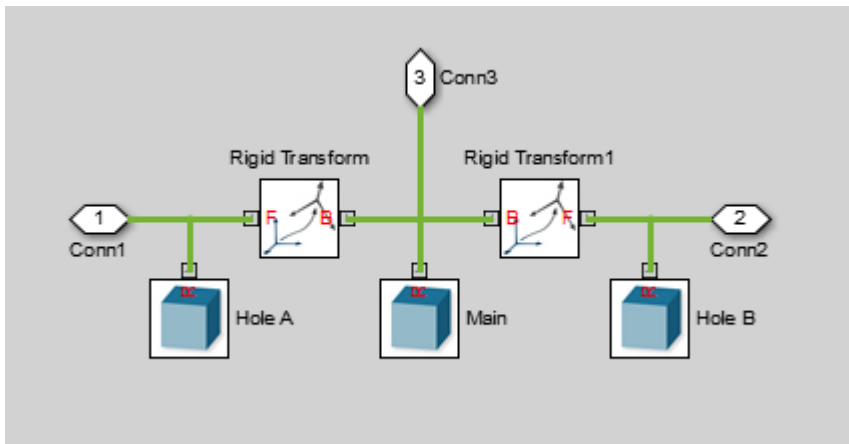 3 Conn3
Rigid Transform Rigid Transform1
1 F B B F 2
Conn1 Conn2
Hole A Main Hole B